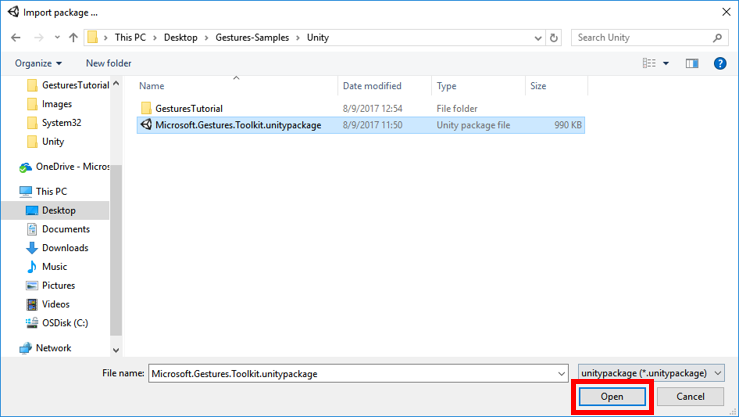 Import package ...
This PC > Desktop > Gestures-Samples > Unity
Search Unity
Organize
New folder
Name Date modified Type Size
GesturesTutorial 8/9/2017 12:54 File folder
Microsoft.Gestures.Toolkit.unitypackage 8/9/2017 11:50 Unity package file 990 KB
GesturesTutorial
Images
System32
Unity
OneDrive - Micros
This PC
Desktop
Documents
Downloads
Music
Pictures
Videos
OSDisk (C:)
Network
File name: Microsoft.Gestures.Toolkit.unitypackage
unitypackage (*.unitypackage)
Open Cancel